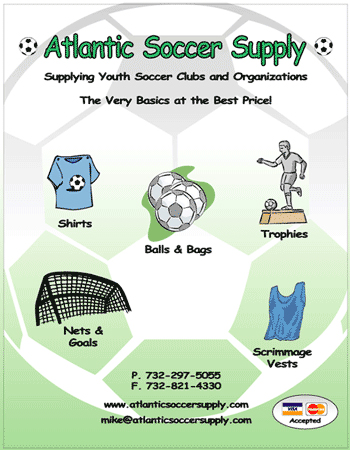 Atlantic Soccer Supply
Supplying Youth Soccer Clubs and Organizations
The Very Basics at the Best Price!
Shirts
Balls & Bags
Trophies
Nets &
Goals
Scrimmage
Vests
P. 732-297-5055
F. 732-821-4330
www.atlanticsoccersupply.com
mike@atlanticsoccersupply.com
VISA
Accepted